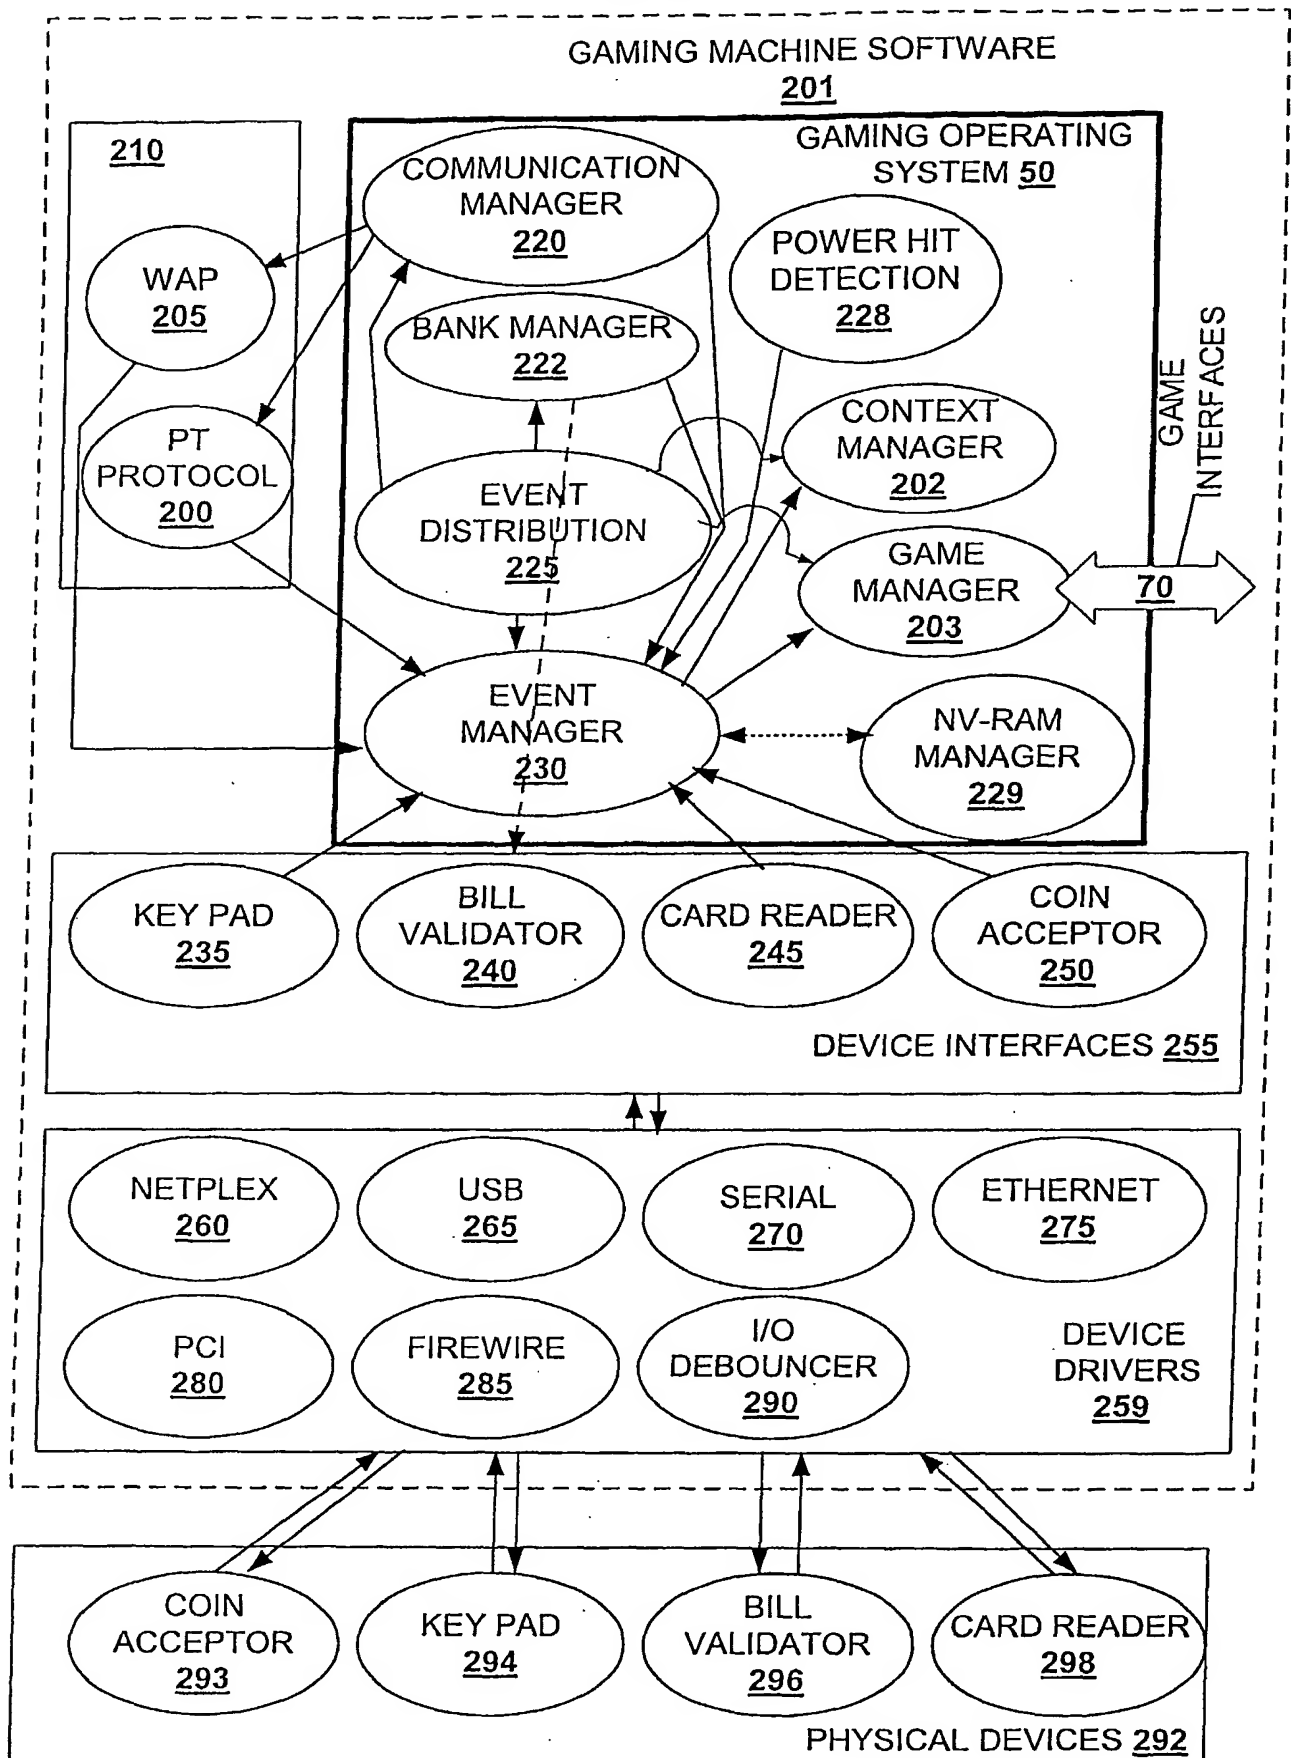 GAMING MACHINE SOFTWARE
201
210
GAMING OPERATING
SYSTEM 50
COMMUNICATION
MANAGER
220
POWER HIT
DETECTION
228
WAP
205
BANK MANAGER
222
GAME
INTERFACES
CONTEXT
MANAGER
202
PT
PROTOCOL
200
EVENT
DISTRIBUTION
225
GAME
MANAGER
203
70
EVENT
MANAGER
230
NV-RAM
MANAGER
229
KEY PAD
235
BILL
VALIDATOR
240
CARD READER
245
COIN
ACCEPTOR
250
DEVICE INTERFACES 255
NETPLEX
260
USB
265
SERIAL
270
ETHERNET
275
PCI
280
FIREWIRE
285
I/O
DEBOUNCER
290
DEVICE
DRIVERS
259
COIN
ACCEPTOR
293
KEY PAD
294
BILL
VALIDATOR
296
CARD READER
298
PHYSICAL DEVICES 292